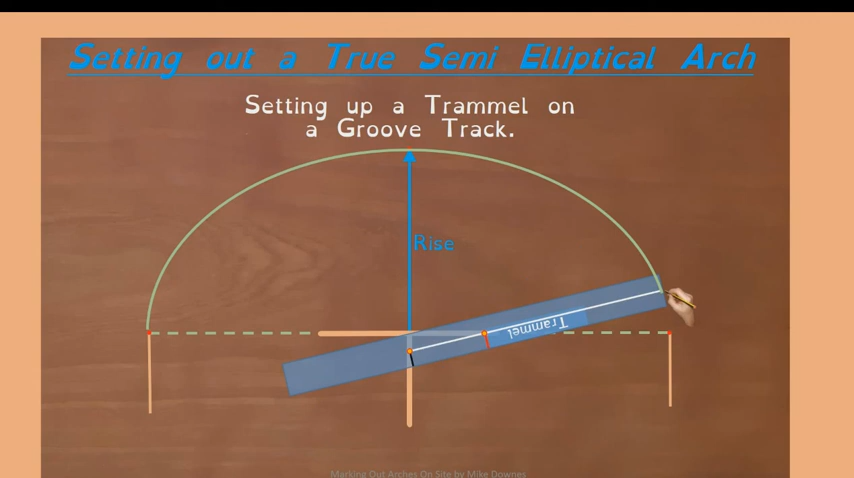 Setting out a True Semi Elliptical Arch
Setting up a Trammel on
a Groove Track.
Rise
Trammel
Marking Out Arches On Site by Mike Downes